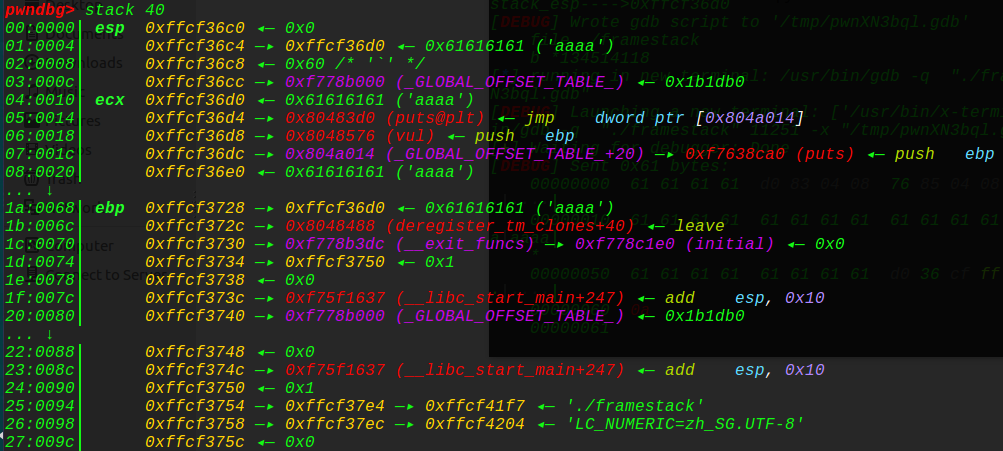 pwndbg> stack 40
00:0000│ esp  0xffcf36c0 ◂— 0x0
01:0004│      0xffcf36c4 —▸ 0xffcf36d0 ◂— 0x61616161 ('aaaa')
02:0008│      0xffcf36c8 ◂— 0x60 /* '`' */
03:000c│      0xffcf36cc —▸ 0xf778b000 (_GLOBAL_OFFSET_TABLE_) ◂— 0x1b1db0
04:0010│ ecx  0xffcf36d0 ◂— 0x61616161 ('aaaa')
05:0014│      0xffcf36d4 —▸ 0x80483d0 (puts@plt) ◂— jmp    dword ptr [0x804a014]
06:0018│      0xffcf36d8 —▸ 0x8048576 (vul) ◂— push   ebp
07:001c│      0xffcf36dc —▸ 0x804a014 (_GLOBAL_OFFSET_TABLE_+20) —▸ 0xf7638ca0 (puts) ◂— push   ebp
08:0020│      0xffcf36e0 ◂— 0x61616161 ('aaaa')
... ↓
1a:0068│ ebp  0xffcf3728 —▸ 0xffcf36d0 ◂— 0x61616161 ('aaaa')
1b:006c│      0xffcf372c —▸ 0x8048488 (deregister_tm_clones+40) ◂— leave
1c:0070│      0xffcf3730 —▸ 0xf778b3dc (__exit_funcs) —▸ 0xf778c1e0 (initial) ◂— 0x0
1d:0074│      0xffcf3734 —▸ 0xffcf3750 ◂— 0x1
1e:0078│      0xffcf3738 ◂— 0x0
1f:007c│      0xffcf373c —▸ 0xf75f1637 (__libc_start_main+247) ◂— add    esp, 0x10
20:0080│      0xffcf3740 —▸ 0xf778b000 (_GLOBAL_OFFSET_TABLE_) ◂— 0x1b1db0
... ↓
22:0088│      0xffcf3748 ◂— 0x0
23:008c│      0xffcf374c —▸ 0xf75f1637 (__libc_start_main+247) ◂— add    esp, 0x10
24:0090│      0xffcf3750 ◂— 0x1
25:0094│      0xffcf3754 —▸ 0xffcf37e4 —▸ 0xffcf41f7 ◂— './framestack'
26:0098│      0xffcf3758 —▸ 0xffcf37ec —▸ 0xffcf4204 ◂— 'LC_NUMERIC=zh_SG.UTF-8'
27:009c│      0xffcf375c ◂— 0x0